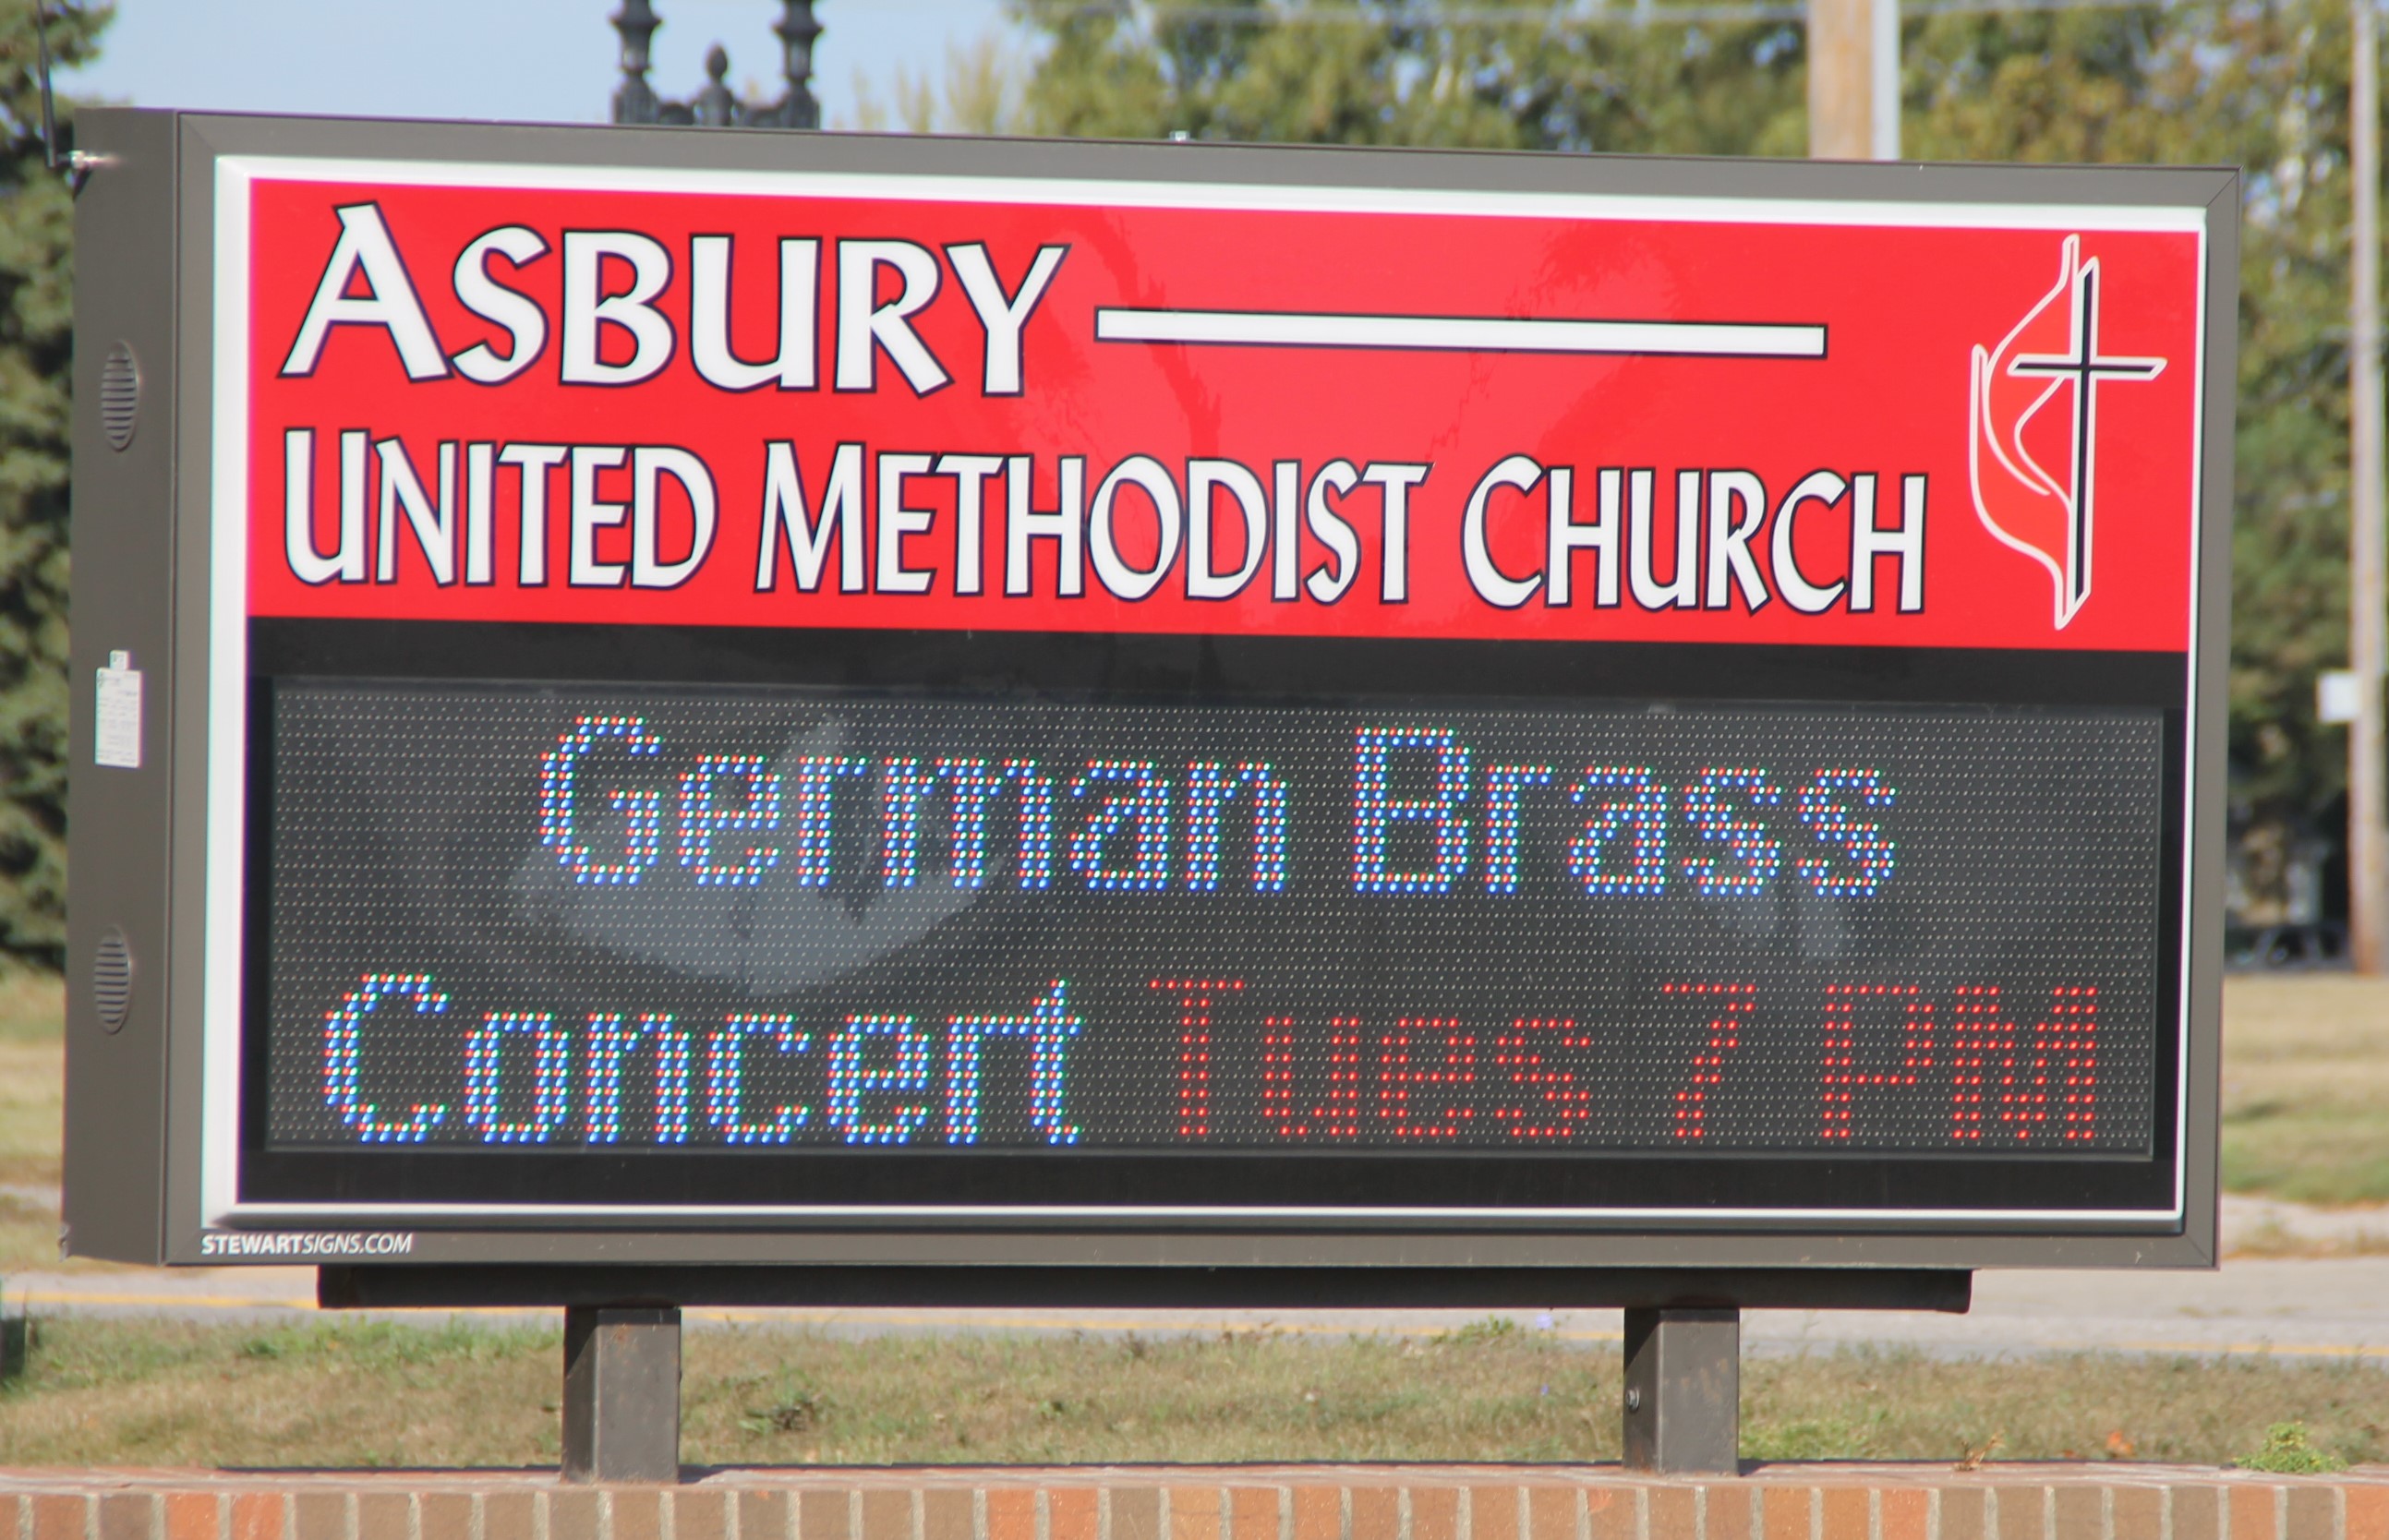 ASBURY
UNITED METHODIST CHURCH
German Brass
Concert Tues 7 PM
STEWARTSIGNS.COM